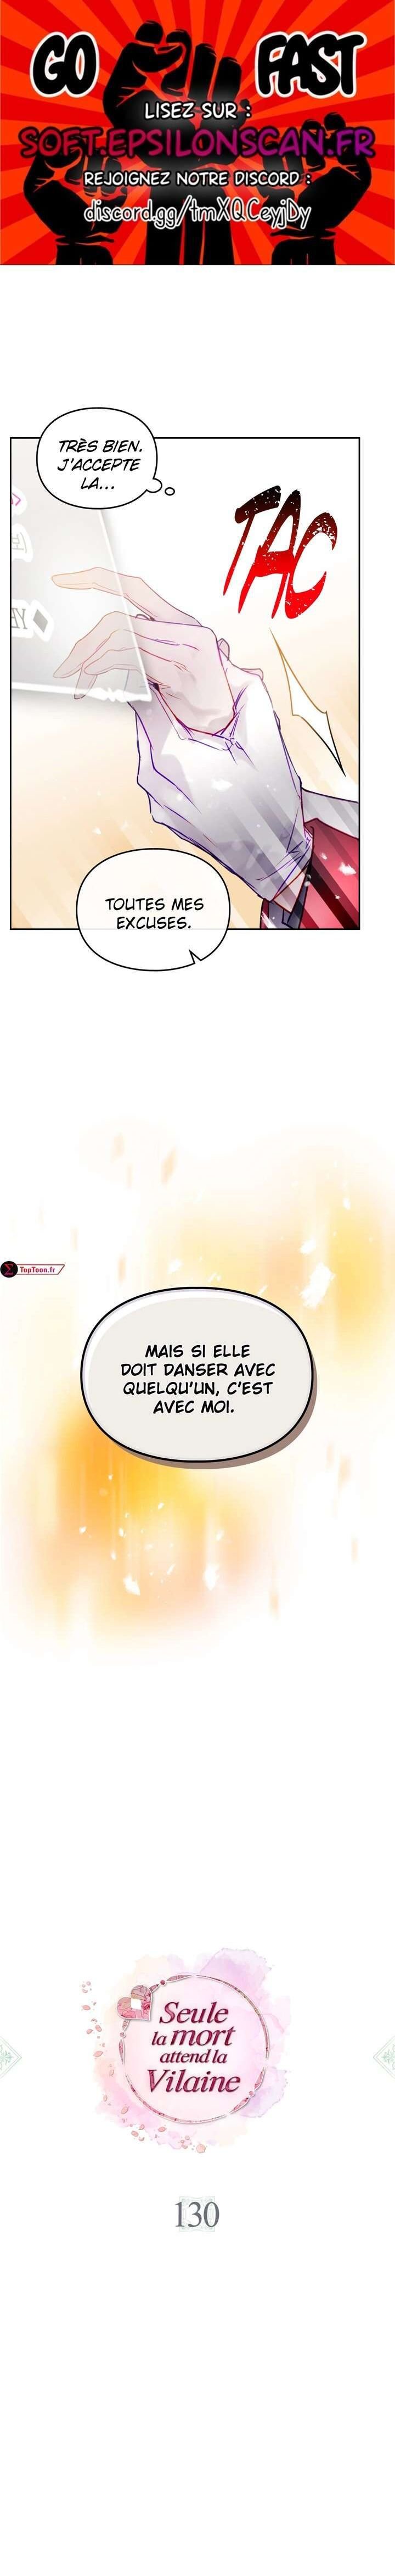 GO FAST
LISEZ SUR :
SOFT.EPSILONSCAN.FR
REJOIGNEZ NOTRE DISCORD :
discord.gg/tmXQCeyjDy
TRÈS BIEN.
J'ACCEPTE
LA...
TAC
TOUTES MES
EXCUSES.
TopToon.fr
MAIS SI ELLE
DOIT DANSER AVEC
QUELQU'UN, C'EST
AVEC MOI.
Seule
la mort
attend la
Vilaine
130